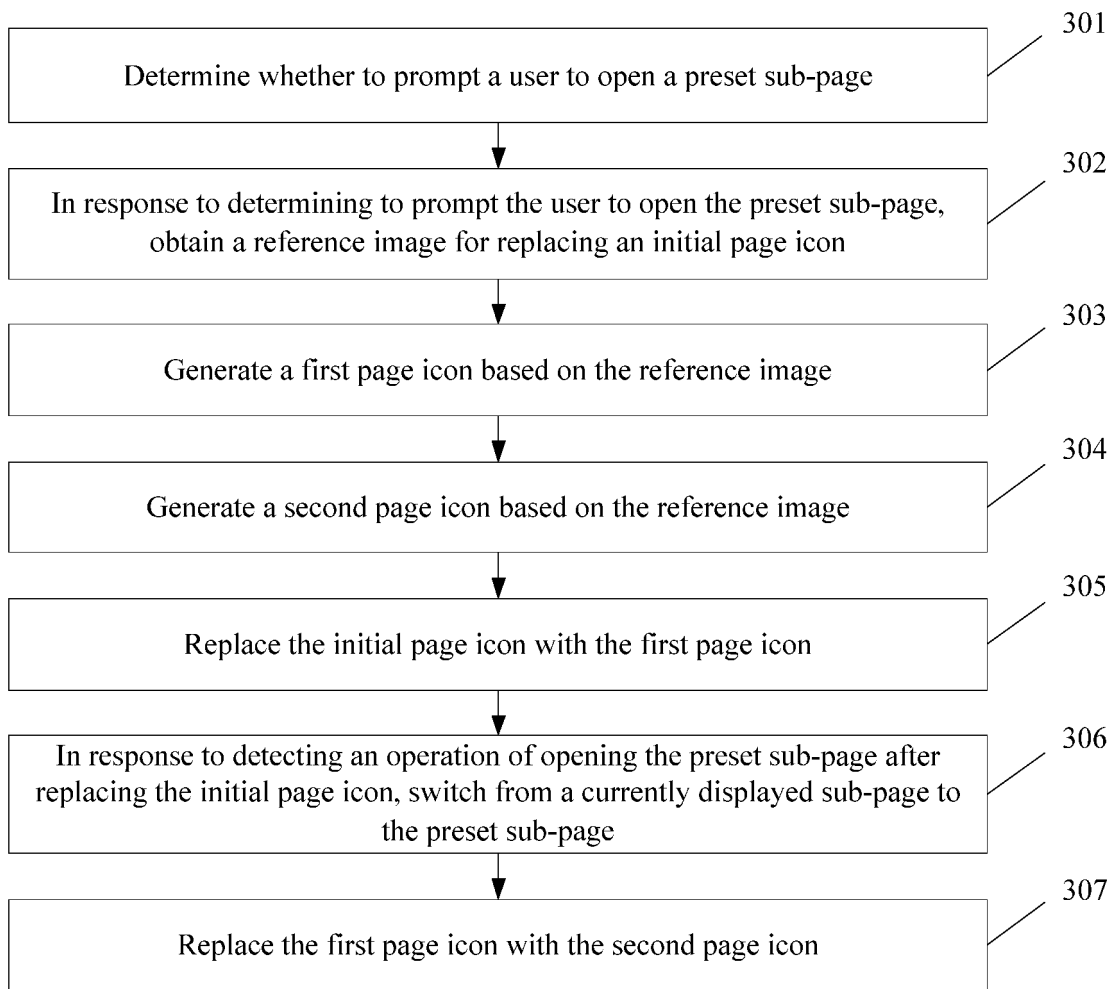 301
Determine whether to prompt a user to open a preset sub-page
302
In response to determining to prompt the user to open the preset sub-page,
obtain a reference image for replacing an initial page icon
303
Generate a first page icon based on the reference image
304
Generate a second page icon based on the reference image
305
Replace the initial page icon with the first page icon
306
In response to detecting an operation of opening the preset sub-page after
replacing the initial page icon, switch from a currently displayed sub-page to
the preset sub-page
307
Replace the first page icon with the second page icon